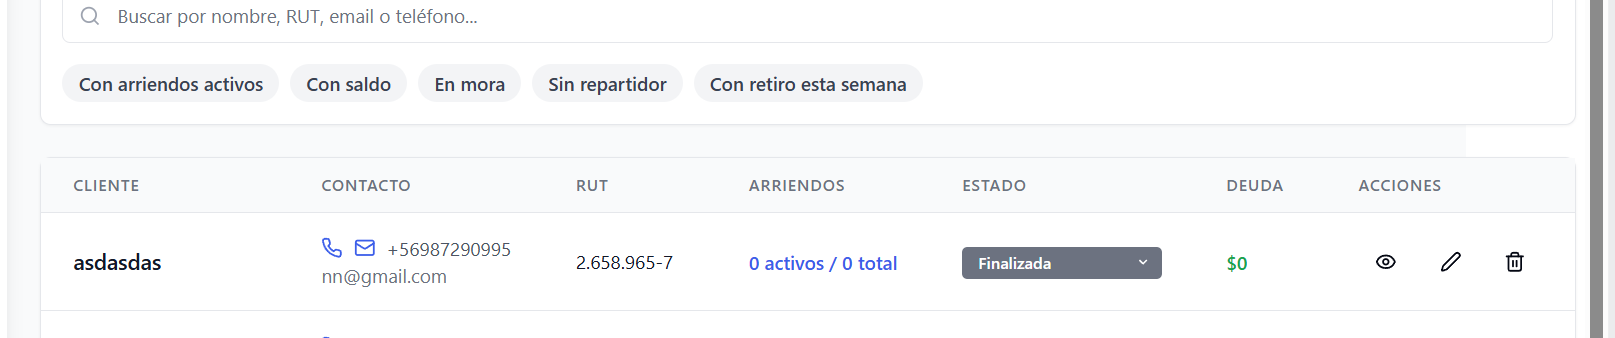 Buscar por nombre, RUT, email o teléfono...
Con arriendos activos Con saldo En mora Sin repartidor Con retiro esta semana
CLIENTE CONTACTO RUT ARRIENDOS ESTADO DEUDA ACCIONES
asdasdas +56987290995 2.658.965-7 0 activos / 0 total Finalizada $0
nn@gmail.com